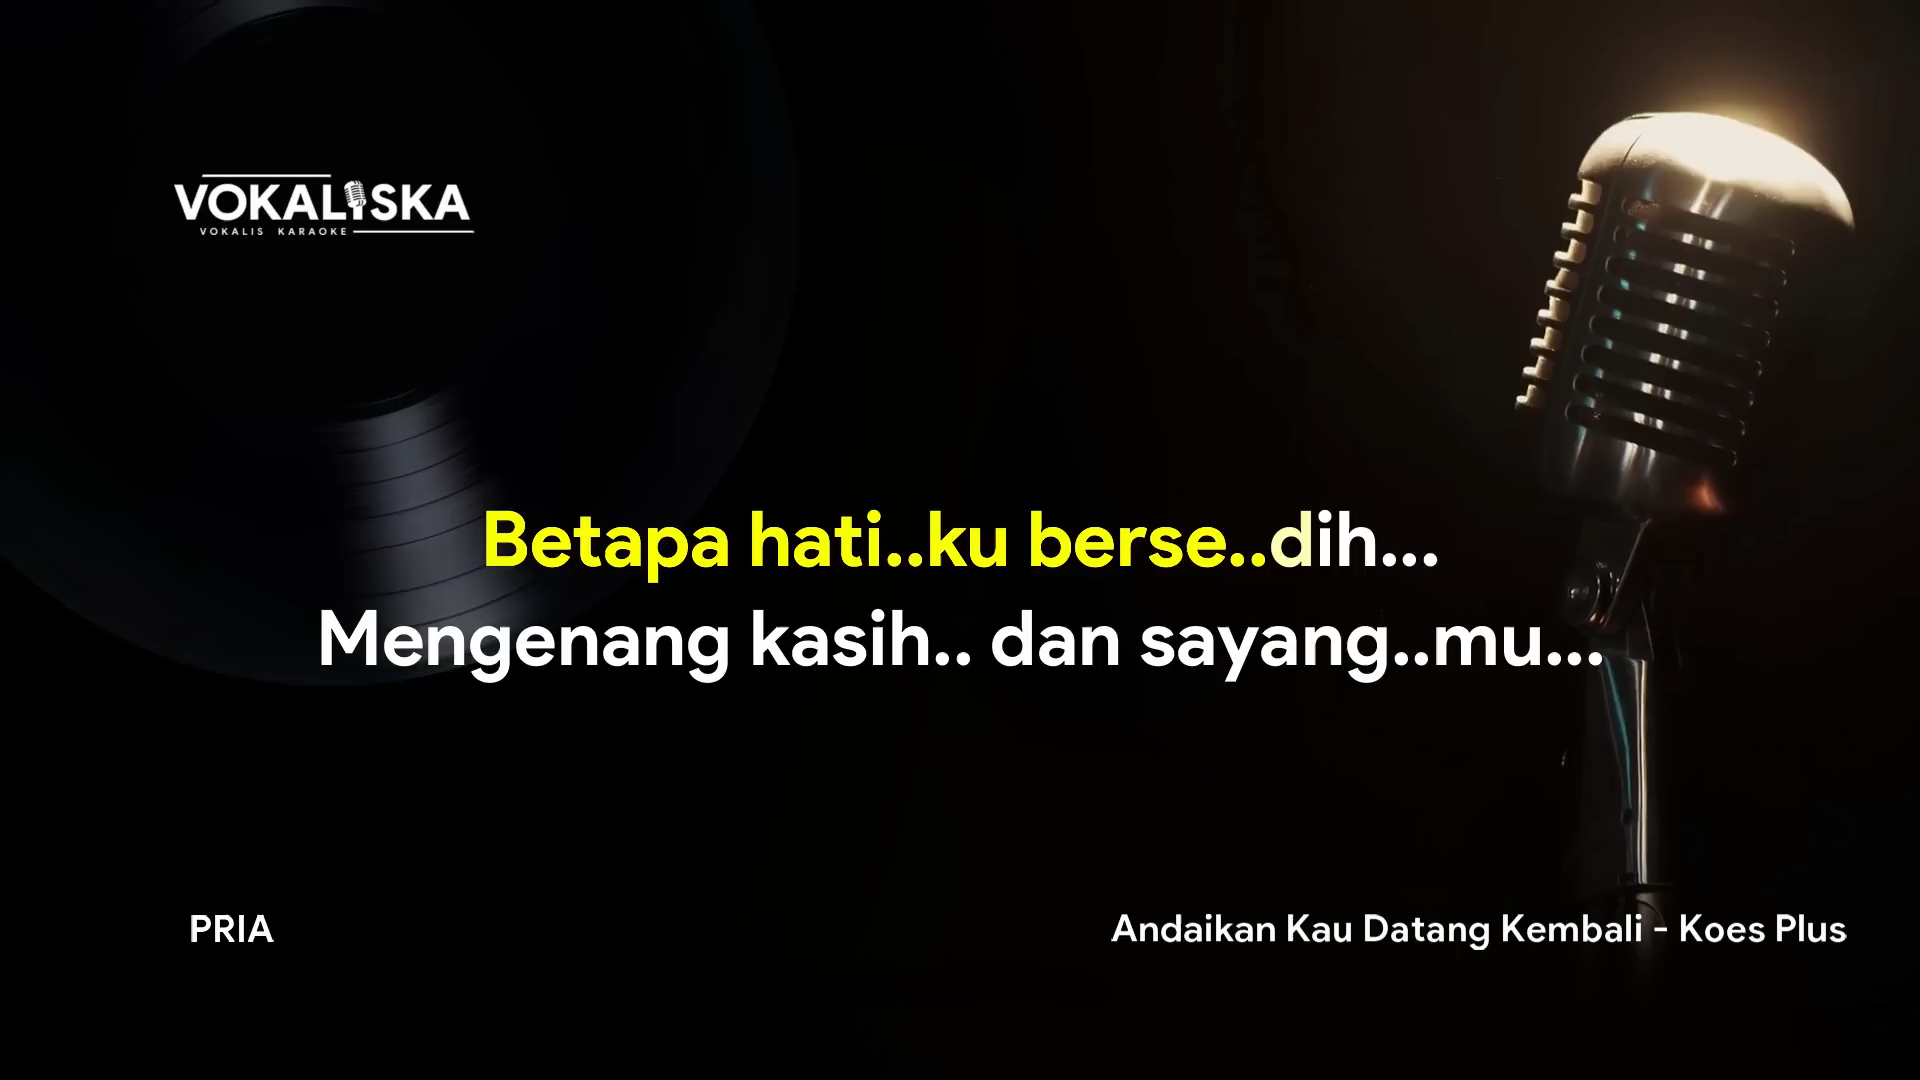 VOKALISKA
VOKALIS KARAOKE
Betapa hati..ku berse..dih...
Mengenang kasih.. dan sayang..mu...
PRIA
Andaikan Kau Datang Kembali - Koes Plus